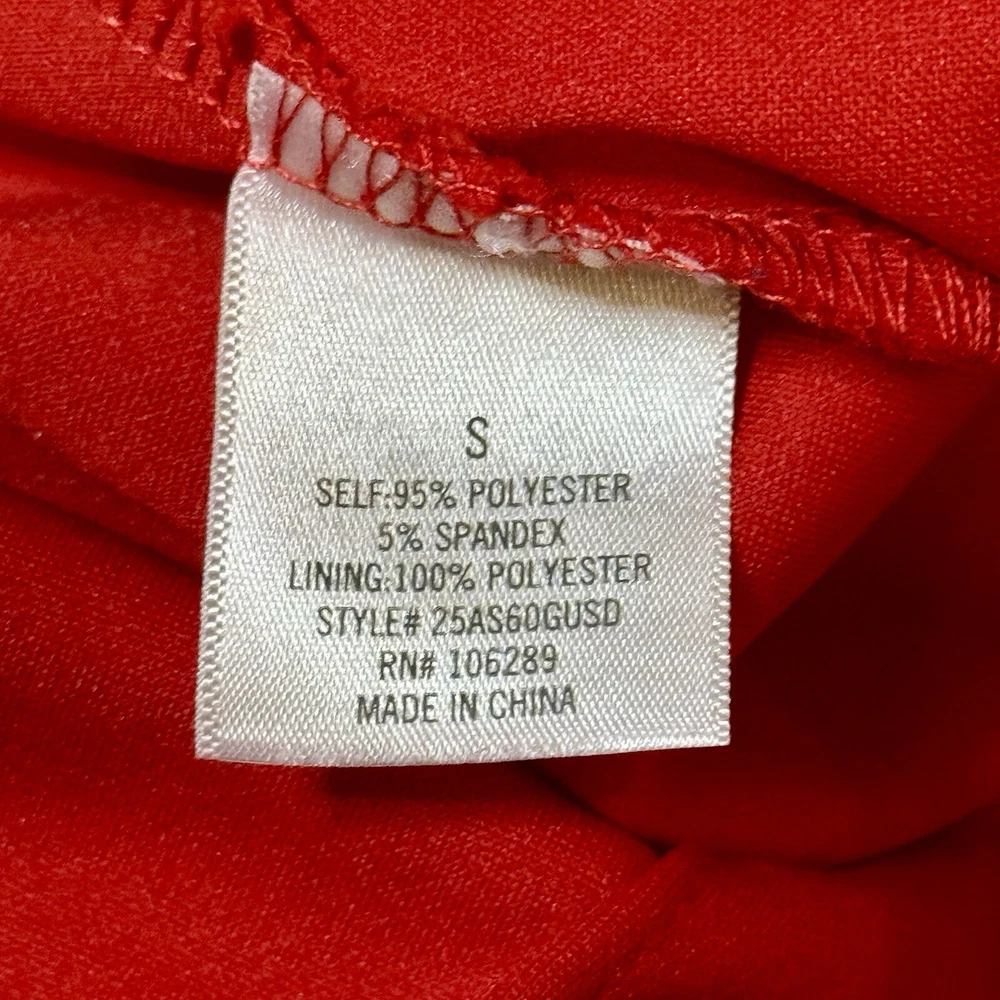 S
SELF:95% POLYESTER
5% SPANDEX
LINING:100% POLYESTER
STYLE# 25AS60GUSD
RN# 106289
MADE IN CHINA